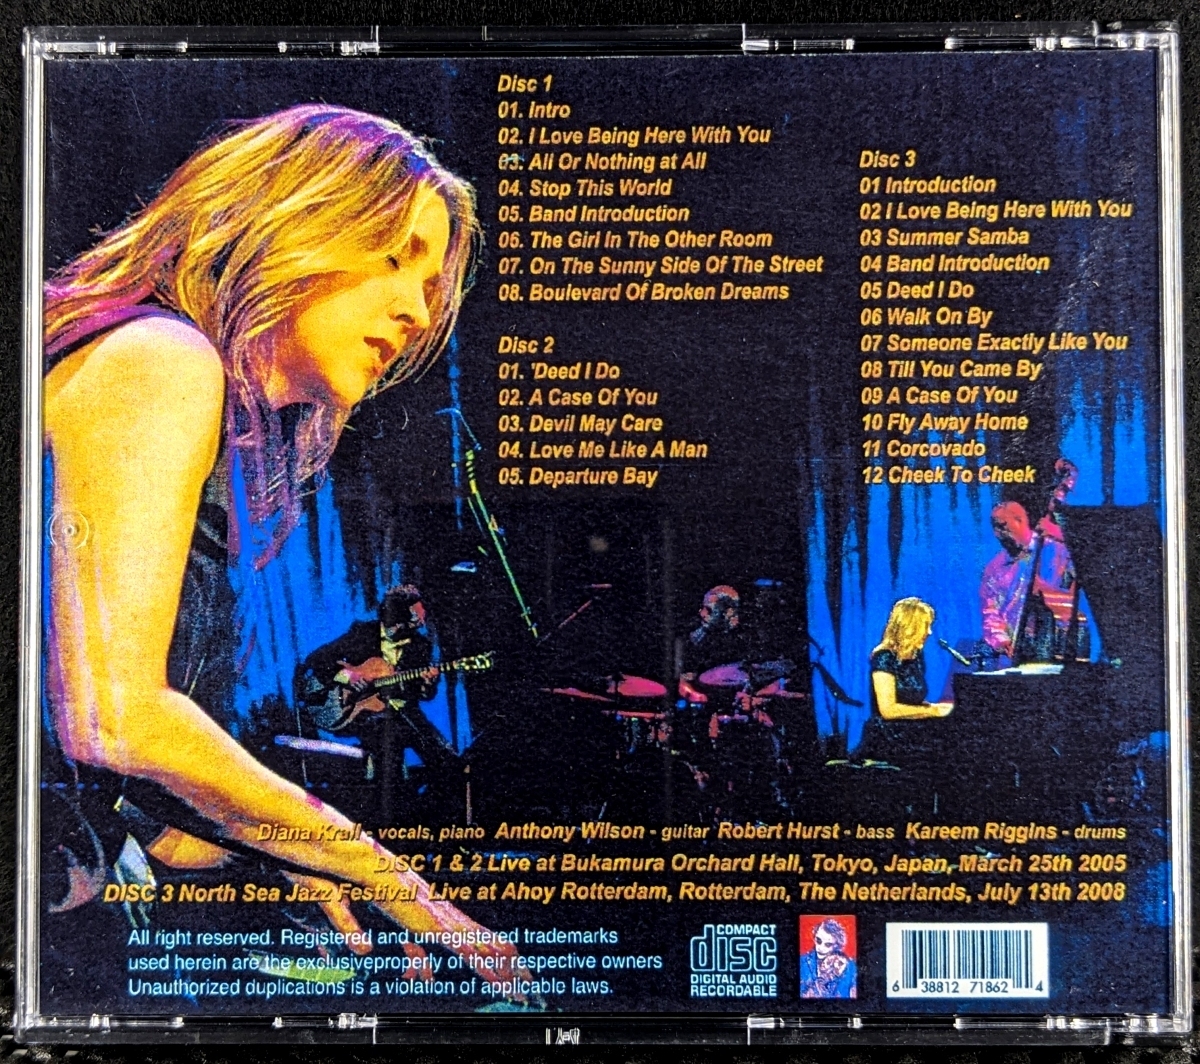 Disc 1
01. Intro
02. I Love Being Here With You
03. All Or Nothing at All
04. Stop This World
05. Band Introduction
06. The Girl In The Other Room
07. On The Sunny Side Of The Street
08. Boulevard Of Broken Dreams
Disc 2
01. 'Deed I Do
02. A Case Of You
03. Devil May Care
04. Love Me Like A Man
05. Departure Bay
Disc 3
01 Introduction
02 I Love Being Here With You
03 Summer Samba
04 Band Introduction
05 Deed I Do
06 Walk On By
07 Someone Exactly Like You
08 Till You Came By
09 A Case Of You
10 Fly Away Home
11 Corcovado
12 Cheek To Cheek
Diana Krall - vocals, piano Anthony Wilson - guitar Robert Hurst - bass Kareem Riggins - drums
DISC 1 & 2 Live at Bukamura Orchard Hall, Tokyo, Japan, March 25th 2005
DISC 3 North Sea Jazz Festival Live at Ahoy Rotterdam, Rotterdam, The Netherlands, July 13th 2008
All right reserved. Registered and unregistered trademarks
used herein are the exclusiveproperly of their respective owners
Unauthorized duplications is a violation of applicable laws.
COMPACT
disc
DIGITAL AUDIO
RECORDABLE
6 38812 71862 4